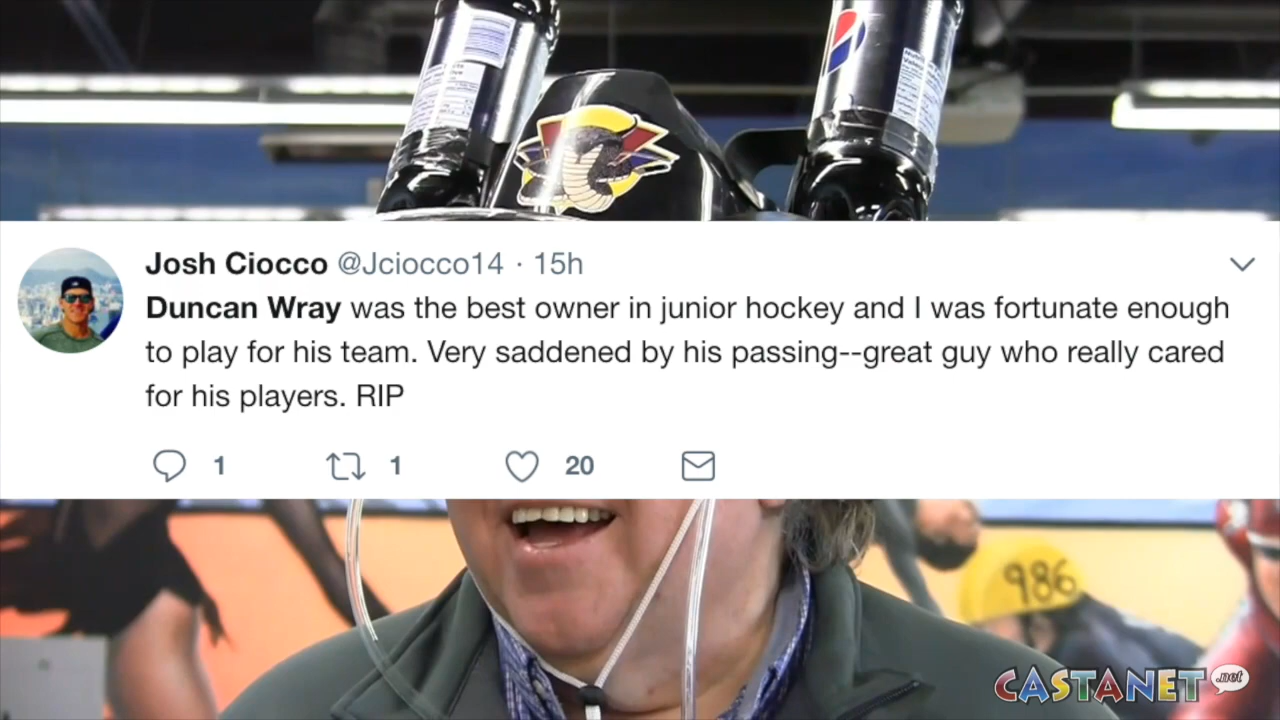 Josh Ciocco @Jciocco14 · 15h
Duncan Wray was the best owner in junior hockey and I was fortunate enough
to play for his team. Very saddened by his passing--great guy who really cared
for his players. RIP
1 1 20
986
CASTANET .net